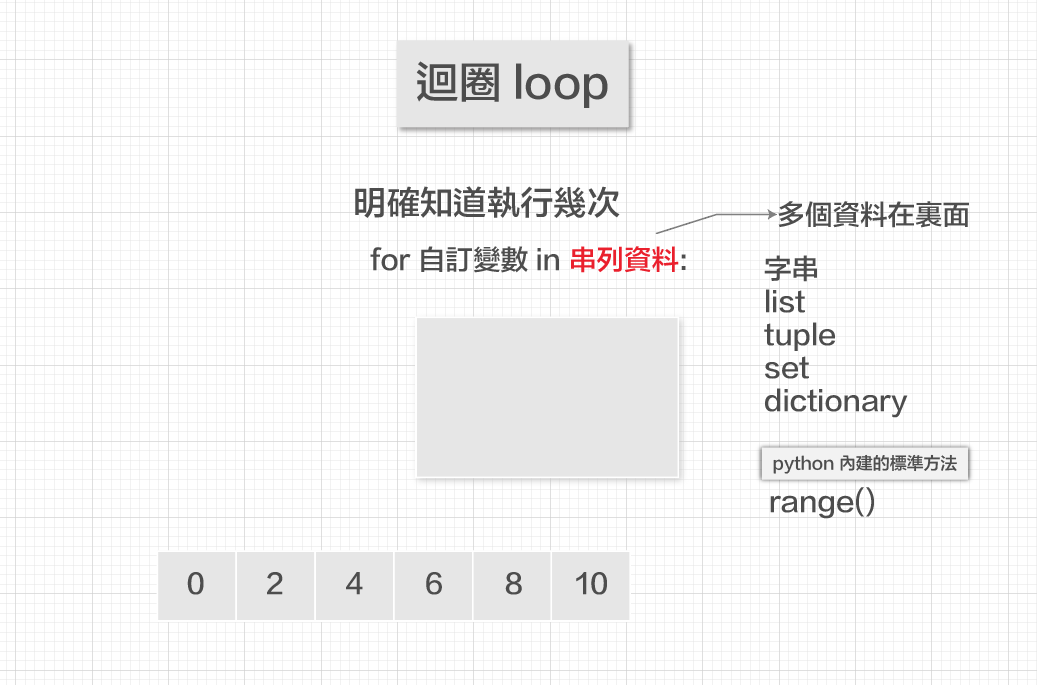 迴圈 loop
明確知道執行幾次
多個資料在裏面
for 自訂變數 in 串列資料:
字串
list
tuple
set
dictionary
python 內建的標準方法
range()
0 2 4 6 8 10